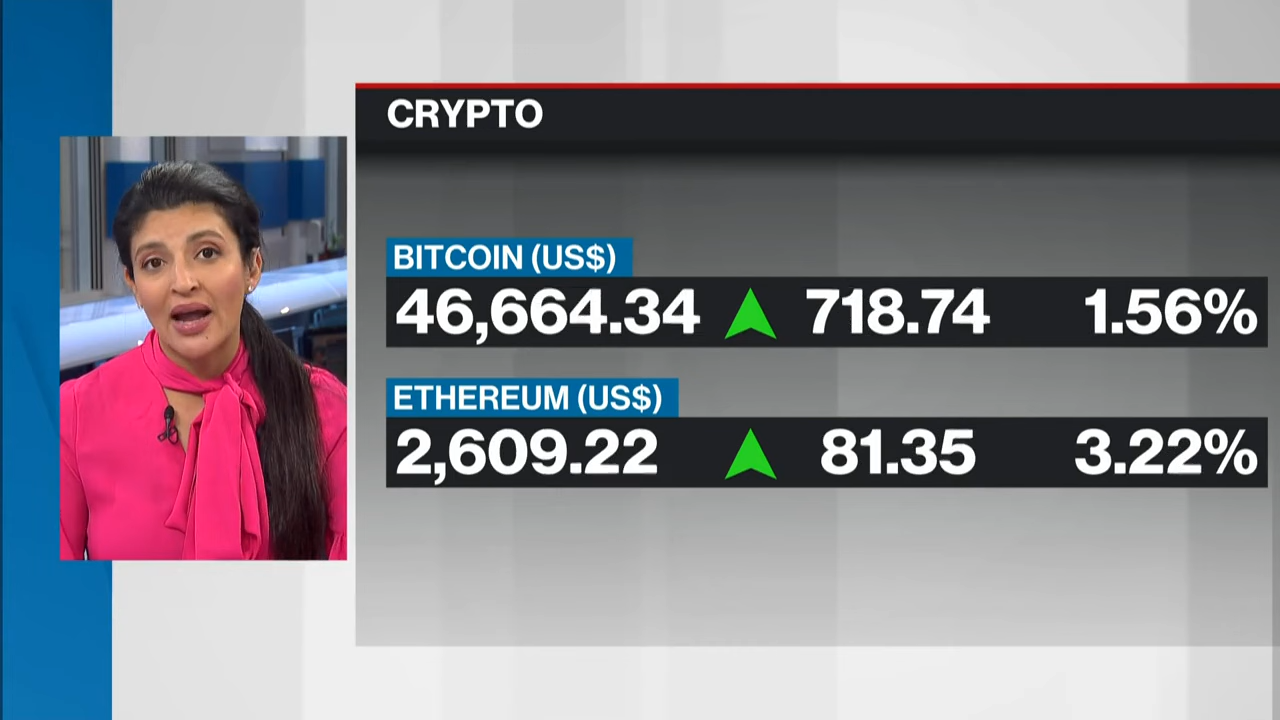 CRYPTO
BITCOIN (US$)
46,664.34 718.74 1.56%
ETHEREUM (US$)
2,609.22 81.35 3.22%